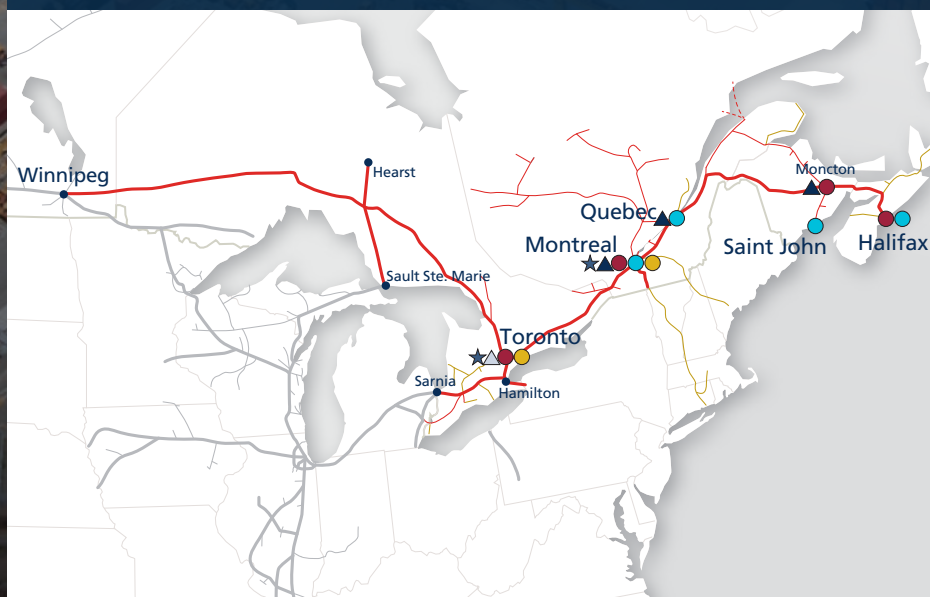 Winnipeg
Hearst
Moncton
Quebec
Montreal
Saint John
Halifax
Sault Ste. Marie
Toronto
Sarnia
Hamilton